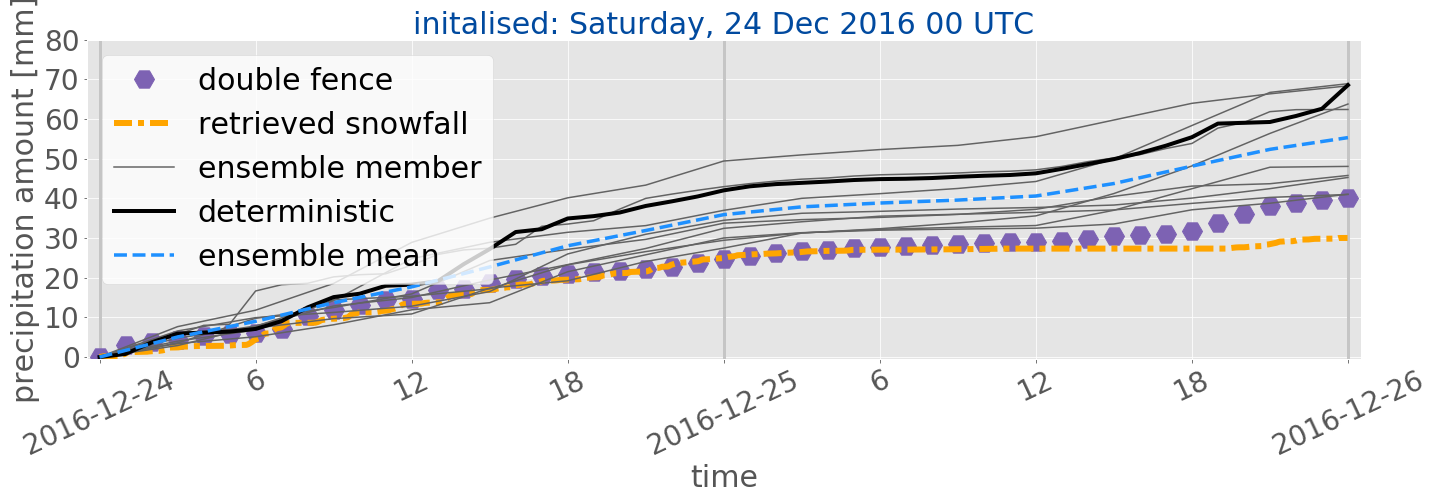 initalised: Saturday, 24 Dec 2016 00 UTC
precipitation amount [mm]
80
70
60
50
40
30
20
10
0
double fence
retrieved snowfall
ensemble member
deterministic
ensemble mean
2016-12-24
6
12
18
2016-12-25
6
12
18
2016-12-26
time